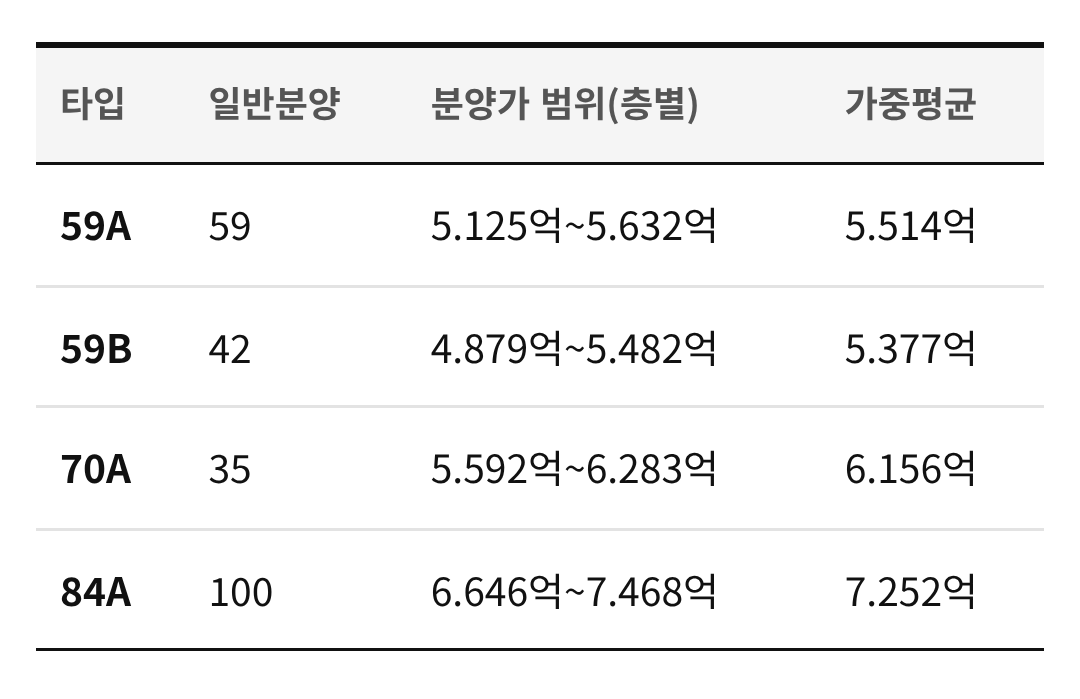 타입 일반분양 분양가 범위(층별) 가중평균
59A 59 5.125억~5.632억 5.514억
59B 42 4.879억~5.482억 5.377억
70A 35 5.592억~6.283억 6.156억
84A 100 6.646억~7.468억 7.252억